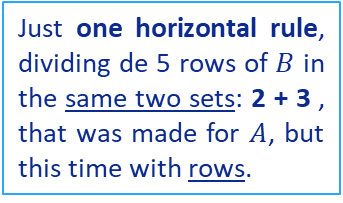 Just one horizontal rule,
dividing de 5 rows of B in
the same two sets: 2 + 3 ,
that was made for A, but
this time with rows.